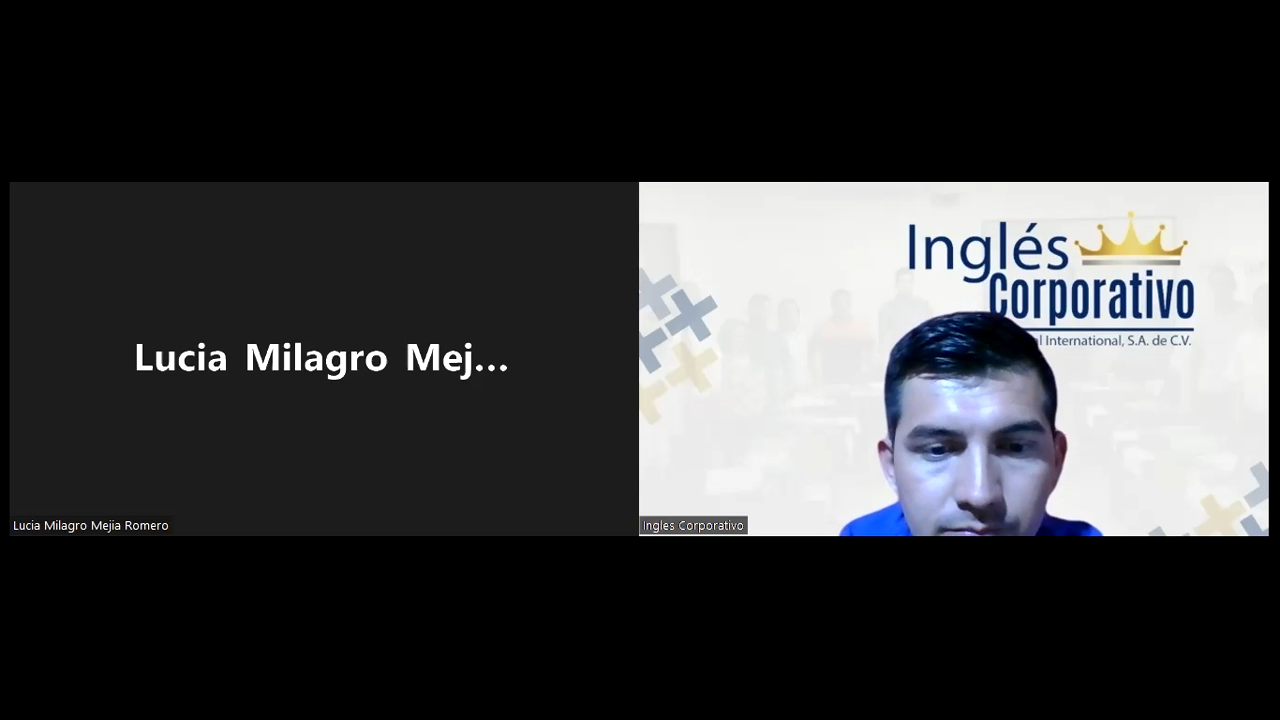 Lucia Milagro Mej...
Lucia Milagro Mejia Romero
Inglés
Corporativo
International, S.A. de C.V.
Ingles Corporativo